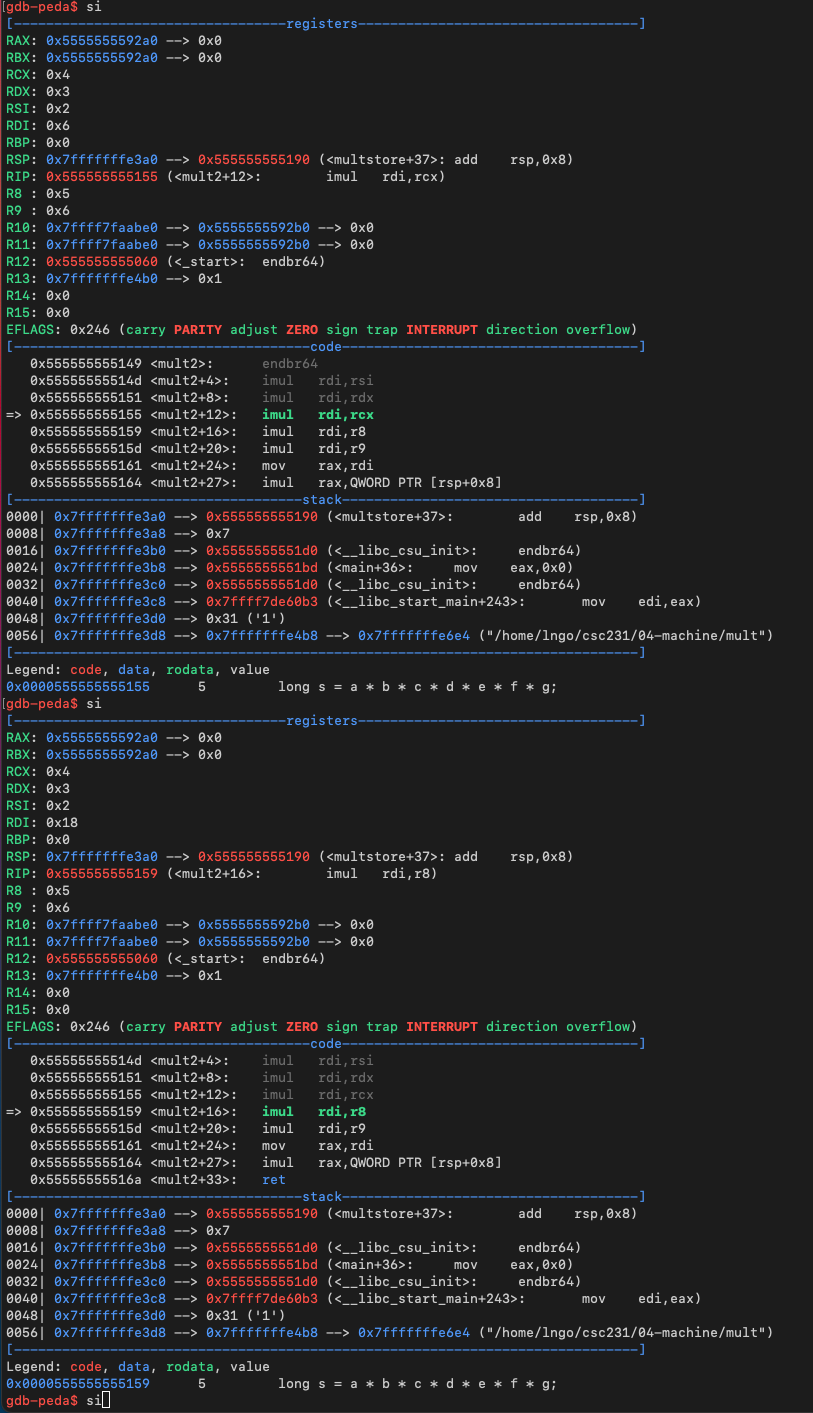 gdb-peda$ si
[----------------------------------registers-----------------------------------]
RAX: 0x5555555592a0 --> 0x0
RBX: 0x5555555592a0 --> 0x0
RCX: 0x4
RDX: 0x3
RSI: 0x2
RDI: 0x6
RBP: 0x0
RSP: 0x7fffffffe3a0 --> 0x555555555190 (<multstore+37>: add    rsp,0x8)
RIP: 0x555555555155 (<mult2+12>:        imul   rdi,rcx)
R8 : 0x5
R9 : 0x6
R10: 0x7ffff7faabe0 --> 0x5555555592b0 --> 0x0
R11: 0x7ffff7faabe0 --> 0x5555555592b0 --> 0x0
R12: 0x555555555060 (<_start>:  endbr64)
R13: 0x7fffffffe4b0 --> 0x1
R14: 0x0
R15: 0x0
EFLAGS: 0x246 (carry PARITY adjust ZERO sign trap INTERRUPT direction overflow)
[-------------------------------------code-------------------------------------]
   0x555555555149 <mult2>:      endbr64
   0x55555555514d <mult2+4>:    imul   rdi,rsi
   0x555555555151 <mult2+8>:    imul   rdi,rdx
=> 0x555555555155 <mult2+12>:   imul   rdi,rcx
   0x555555555159 <mult2+16>:   imul   rdi,r8
   0x55555555515d <mult2+20>:   imul   rdi,r9
   0x555555555161 <mult2+24>:   mov    rax,rdi
   0x555555555164 <mult2+27>:   imul   rax,QWORD PTR [rsp+0x8]
[------------------------------------stack-------------------------------------]
0000| 0x7fffffffe3a0 --> 0x555555555190 (<multstore+37>:        add    rsp,0x8)
0008| 0x7fffffffe3a8 --> 0x7
0016| 0x7fffffffe3b0 --> 0x5555555551d0 (<__libc_csu_init>:     endbr64)
0024| 0x7fffffffe3b8 --> 0x5555555551bd (<main+36>:     mov    eax,0x0)
0032| 0x7fffffffe3c0 --> 0x5555555551d0 (<__libc_csu_init>:     endbr64)
0040| 0x7fffffffe3c8 --> 0x7ffff7de60b3 (<__libc_start_main+243>:       mov    edi,eax)
0048| 0x7fffffffe3d0 --> 0x31 ('1')
0056| 0x7fffffffe3d8 --> 0x7fffffffe4b8 --> 0x7fffffffe6e4 ("/home/lngo/csc231/04-machine/mult")
[------------------------------------------------------------------------------]
Legend: code, data, rodata, value
0x0000555555555155      5         long s = a * b * c * d * e * f * g;
gdb-peda$ si
[----------------------------------registers-----------------------------------]
RAX: 0x5555555592a0 --> 0x0
RBX: 0x5555555592a0 --> 0x0
RCX: 0x4
RDX: 0x3
RSI: 0x2
RDI: 0x18
RBP: 0x0
RSP: 0x7fffffffe3a0 --> 0x555555555190 (<multstore+37>: add    rsp,0x8)
RIP: 0x555555555159 (<mult2+16>:        imul   rdi,r8)
R8 : 0x5
R9 : 0x6
R10: 0x7ffff7faabe0 --> 0x5555555592b0 --> 0x0
R11: 0x7ffff7faabe0 --> 0x5555555592b0 --> 0x0
R12: 0x555555555060 (<_start>:  endbr64)
R13: 0x7fffffffe4b0 --> 0x1
R14: 0x0
R15: 0x0
EFLAGS: 0x246 (carry PARITY adjust ZERO sign trap INTERRUPT direction overflow)
[-------------------------------------code-------------------------------------]
   0x55555555514d <mult2+4>:    imul   rdi,rsi
   0x555555555151 <mult2+8>:    imul   rdi,rdx
   0x555555555155 <mult2+12>:   imul   rdi,rcx
=> 0x555555555159 <mult2+16>:   imul   rdi,r8
   0x55555555515d <mult2+20>:   imul   rdi,r9
   0x555555555161 <mult2+24>:   mov    rax,rdi
   0x555555555164 <mult2+27>:   imul   rax,QWORD PTR [rsp+0x8]
   0x55555555516a <mult2+33>:   ret
[------------------------------------stack-------------------------------------]
0000| 0x7fffffffe3a0 --> 0x555555555190 (<multstore+37>:        add    rsp,0x8)
0008| 0x7fffffffe3a8 --> 0x7
0016| 0x7fffffffe3b0 --> 0x5555555551d0 (<__libc_csu_init>:     endbr64)
0024| 0x7fffffffe3b8 --> 0x5555555551bd (<main+36>:     mov    eax,0x0)
0032| 0x7fffffffe3c0 --> 0x5555555551d0 (<__libc_csu_init>:     endbr64)
0040| 0x7fffffffe3c8 --> 0x7ffff7de60b3 (<__libc_start_main+243>:       mov    edi,eax)
0048| 0x7fffffffe3d0 --> 0x31 ('1')
0056| 0x7fffffffe3d8 --> 0x7fffffffe4b8 --> 0x7fffffffe6e4 ("/home/lngo/csc231/04-machine/mult")
[------------------------------------------------------------------------------]
Legend: code, data, rodata, value
0x0000555555555159      5         long s = a * b * c * d * e * f * g;
gdb-peda$ si